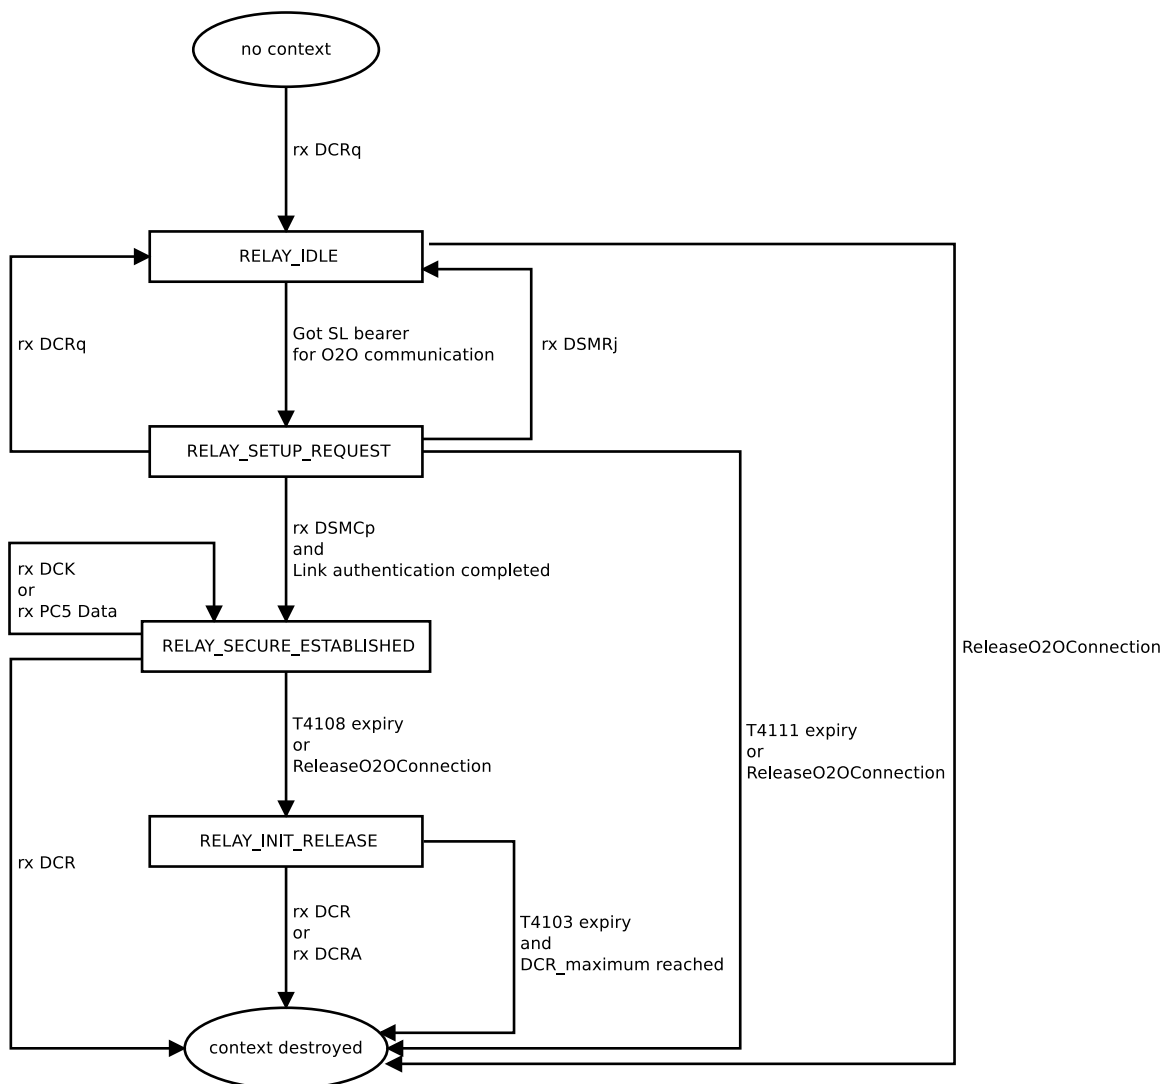 no context
rx DCRq
RELAY_IDLE
rx DCRq
Got SL bearer
for O2O communication
rx DSMRj
RELAY_SETUP_REQUEST
rx DSMCp
and
Link authentication completed
rx DCK
or
rx PC5 Data
RELAY_SECURE_ESTABLISHED
ReleaseO2OConnection
T4108 expiry
or
ReleaseO2OConnection
T4111 expiry
or
ReleaseO2OConnection
RELAY_INIT_RELEASE
rx DCR
rx DCR
or
rx DCRA
T4103 expiry
and
DCR_maximum reached
context destroyed